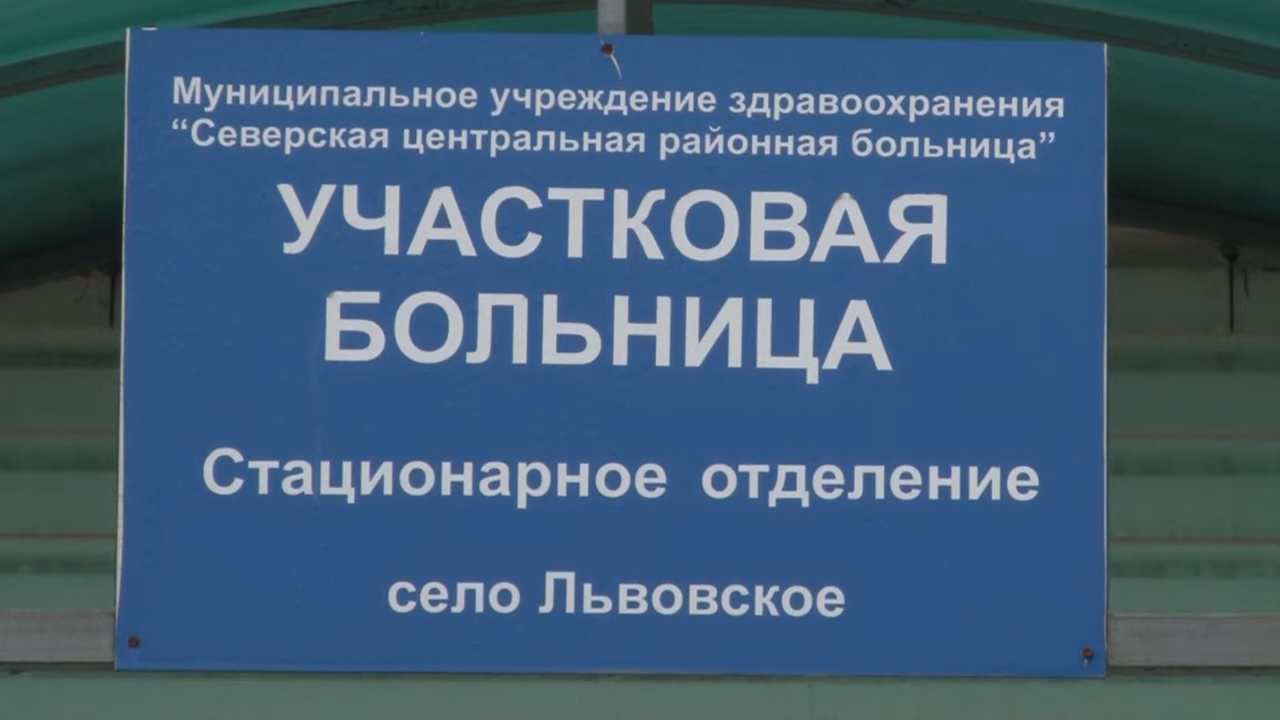 Муниципальное учреждение здравоохранения
“Северская центральная районная больница”
УЧАСТКОВАЯ
БОЛЬНИЦА
Стационарное отделение
село Львовское